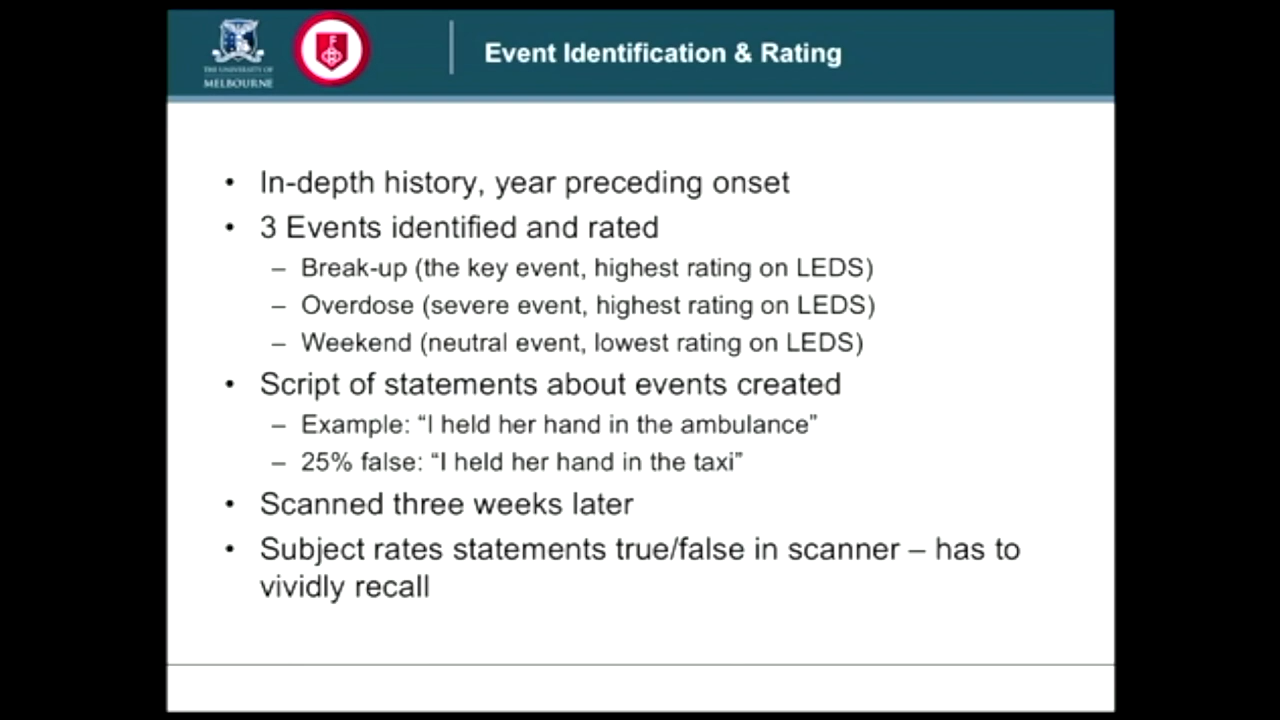 THE UNIVERSITY OF
MELBOURNE
Event Identification & Rating
• In-depth history, year preceding onset
• 3 Events identified and rated
– Break-up (the key event, highest rating on LEDS)
– Overdose (severe event, highest rating on LEDS)
– Weekend (neutral event, lowest rating on LEDS)
• Script of statements about events created
– Example: “I held her hand in the ambulance”
– 25% false: “I held her hand in the taxi”
• Scanned three weeks later
• Subject rates statements true/false in scanner – has to
vividly recall